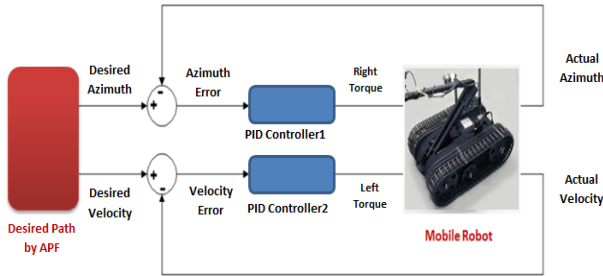 Desired
Azimuth
Azimuth
Error
Right
Torque
Actual
Azimuth
-
+
PID Controller1
+
-
Desired
Velocity
Velocity
Error
PID Controller2
Left
Torque
Actual
Velocity
Desired Path
by APF
Mobile Robot